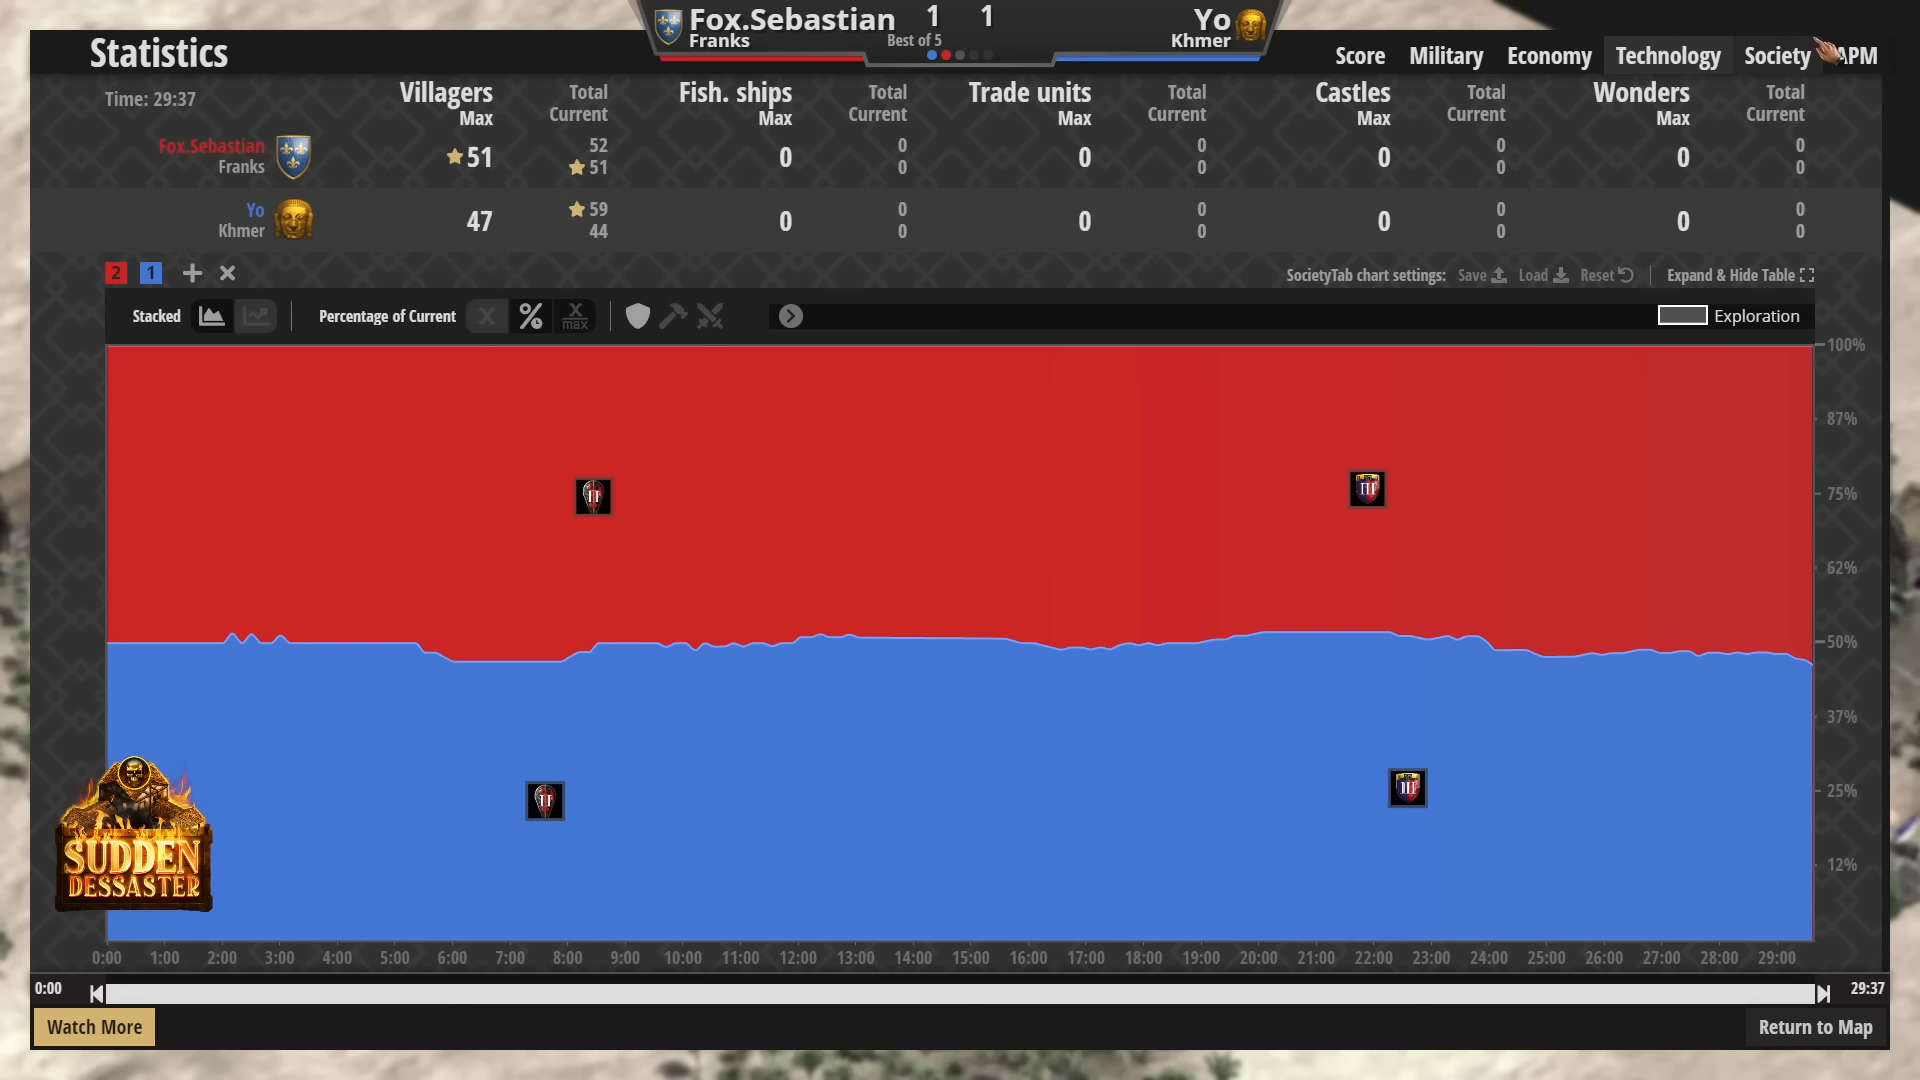 Fox.Sebastian 1 1 Yo
Franks Best of 5 Khmer
Statistics
Score Military Economy Technology Society APM
Time: 29:37
Villagers Total Fish. ships Total Trade units Total Castles Total Wonders Total
Max Current Max Current Max Current Max Current Max Current
Fox.Sebastian 51 52 0 0 0 0 0 0 0 0
Franks 51 0 0 0 0
Yo 47 59 0 0 0 0 0 0 0 0
Khmer 44 0 0 0 0
2 1
SocietyTab chart settings: Save Load Reset Expand & Hide Table
Stacked Percentage of Current x % x max Exploration
100%
87%
II III
75%
62%
50%
37%
II III
25%
12%
SUDDEN
DESSASTER
0:00 1:00 2:00 3:00 4:00 5:00 6:00 7:00 8:00 9:00 10:00 11:00 12:00 13:00 14:00 15:00 16:00 17:00 18:00 19:00 20:00 21:00 22:00 23:00 24:00 25:00 26:00 27:00 28:00 29:00
0:00 29:37
Watch More Return to Map